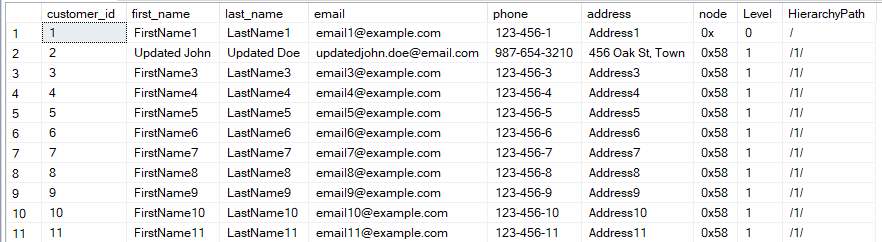 customer_id first_name last_name email phone address node Level HierarchyPath
1 1 FirstName1 LastName1 email1@example.com 123-456-1 Address1 0x 0 /
2 2 Updated John Updated Doe updatedjohn.doe@email.com 987-654-3210 456 Oak St, Town 0x58 1 /1/
3 3 FirstName3 LastName3 email3@example.com 123-456-3 Address3 0x58 1 /1/
4 4 FirstName4 LastName4 email4@example.com 123-456-4 Address4 0x58 1 /1/
5 5 FirstName5 LastName5 email5@example.com 123-456-5 Address5 0x58 1 /1/
6 6 FirstName6 LastName6 email6@example.com 123-456-6 Address6 0x58 1 /1/
7 7 FirstName7 LastName7 email7@example.com 123-456-7 Address7 0x58 1 /1/
8 8 FirstName8 LastName8 email8@example.com 123-456-8 Address8 0x58 1 /1/
9 9 FirstName9 LastName9 email9@example.com 123-456-9 Address9 0x58 1 /1/
10 10 FirstName10 LastName10 email10@example.com 123-456-10 Address10 0x58 1 /1/
11 11 FirstName11 LastName11 email11@example.com 123-456-11 Address11 0x58 1 /1/